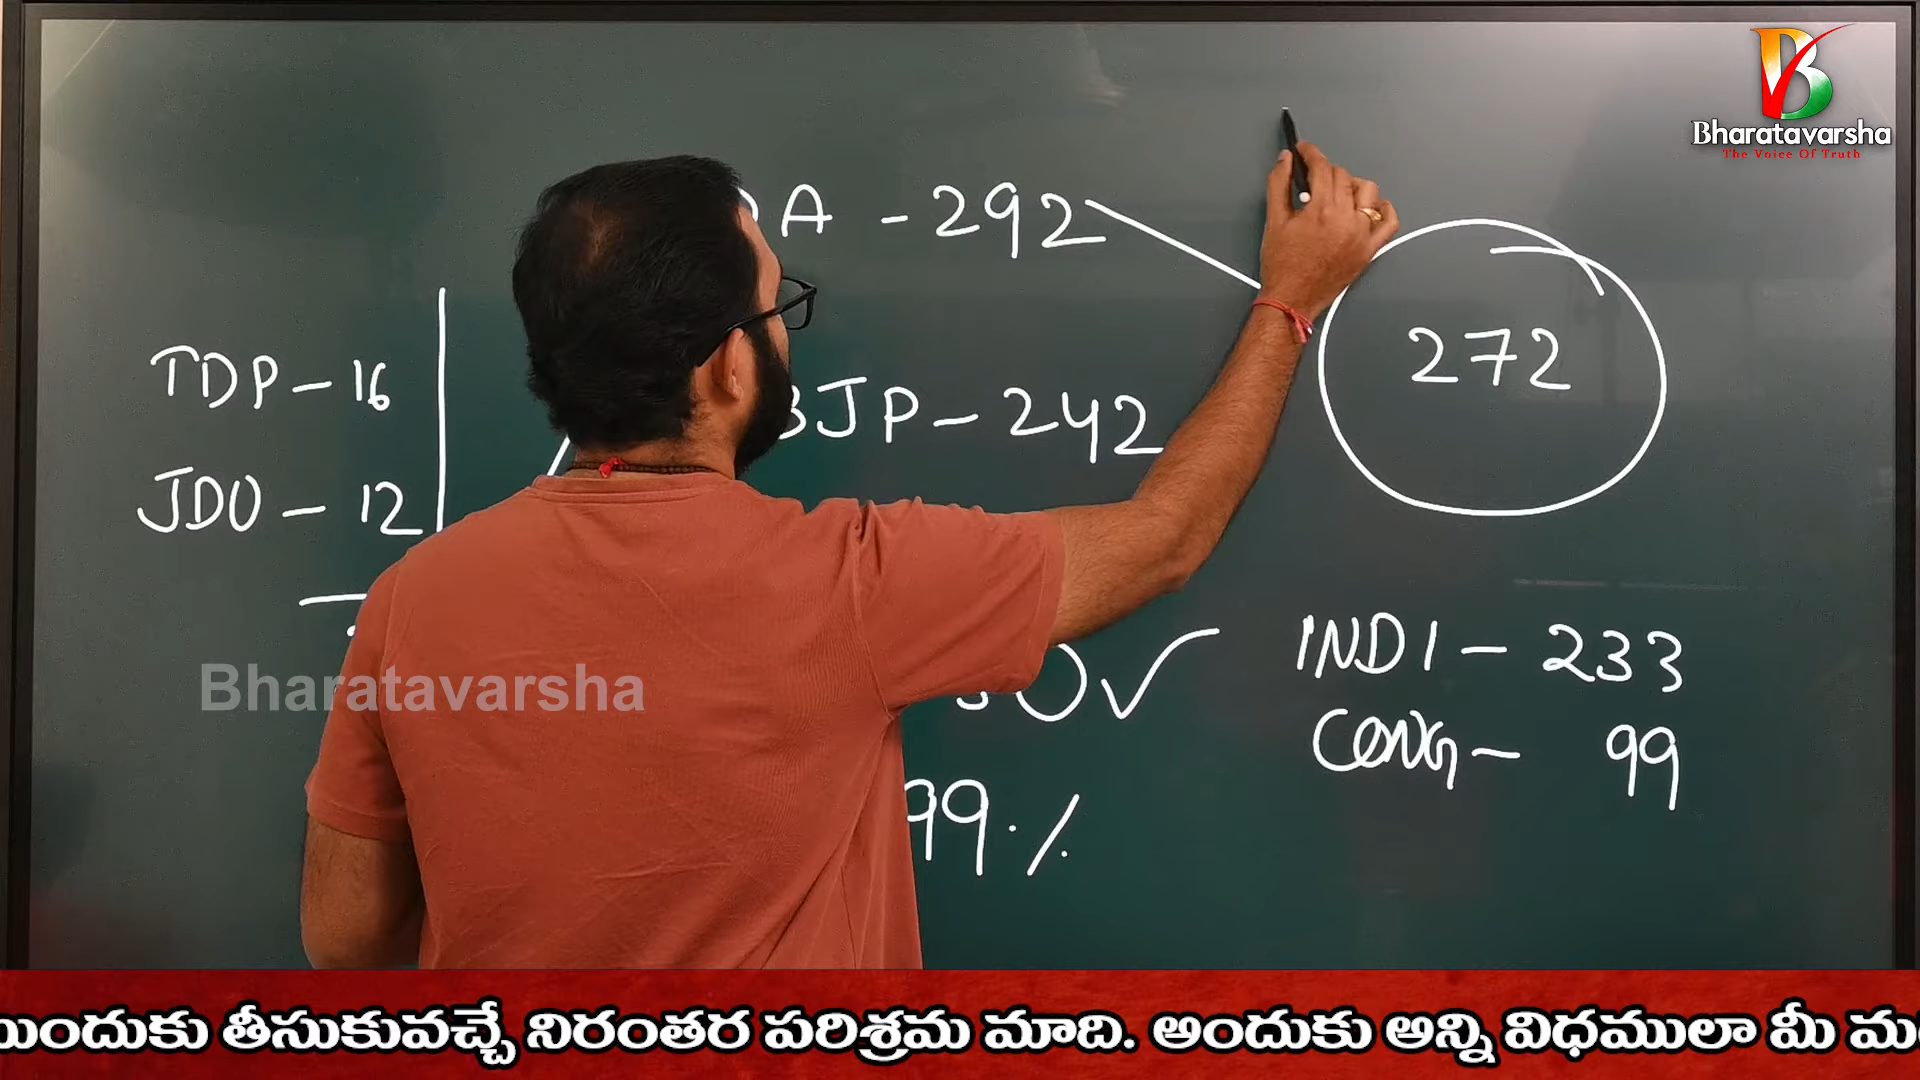 Bharatavarsha
The Voice Of Truth
DA - 292
272
TDP - 16
BJP - 242
JDU - 12
INDI - 233
CONG - 99
99.%
Bharatavarsha
తీసుకువచ్చే నిరంతర పరిశ్రమ మాది. అందుకు అన్ని విధములా మీ